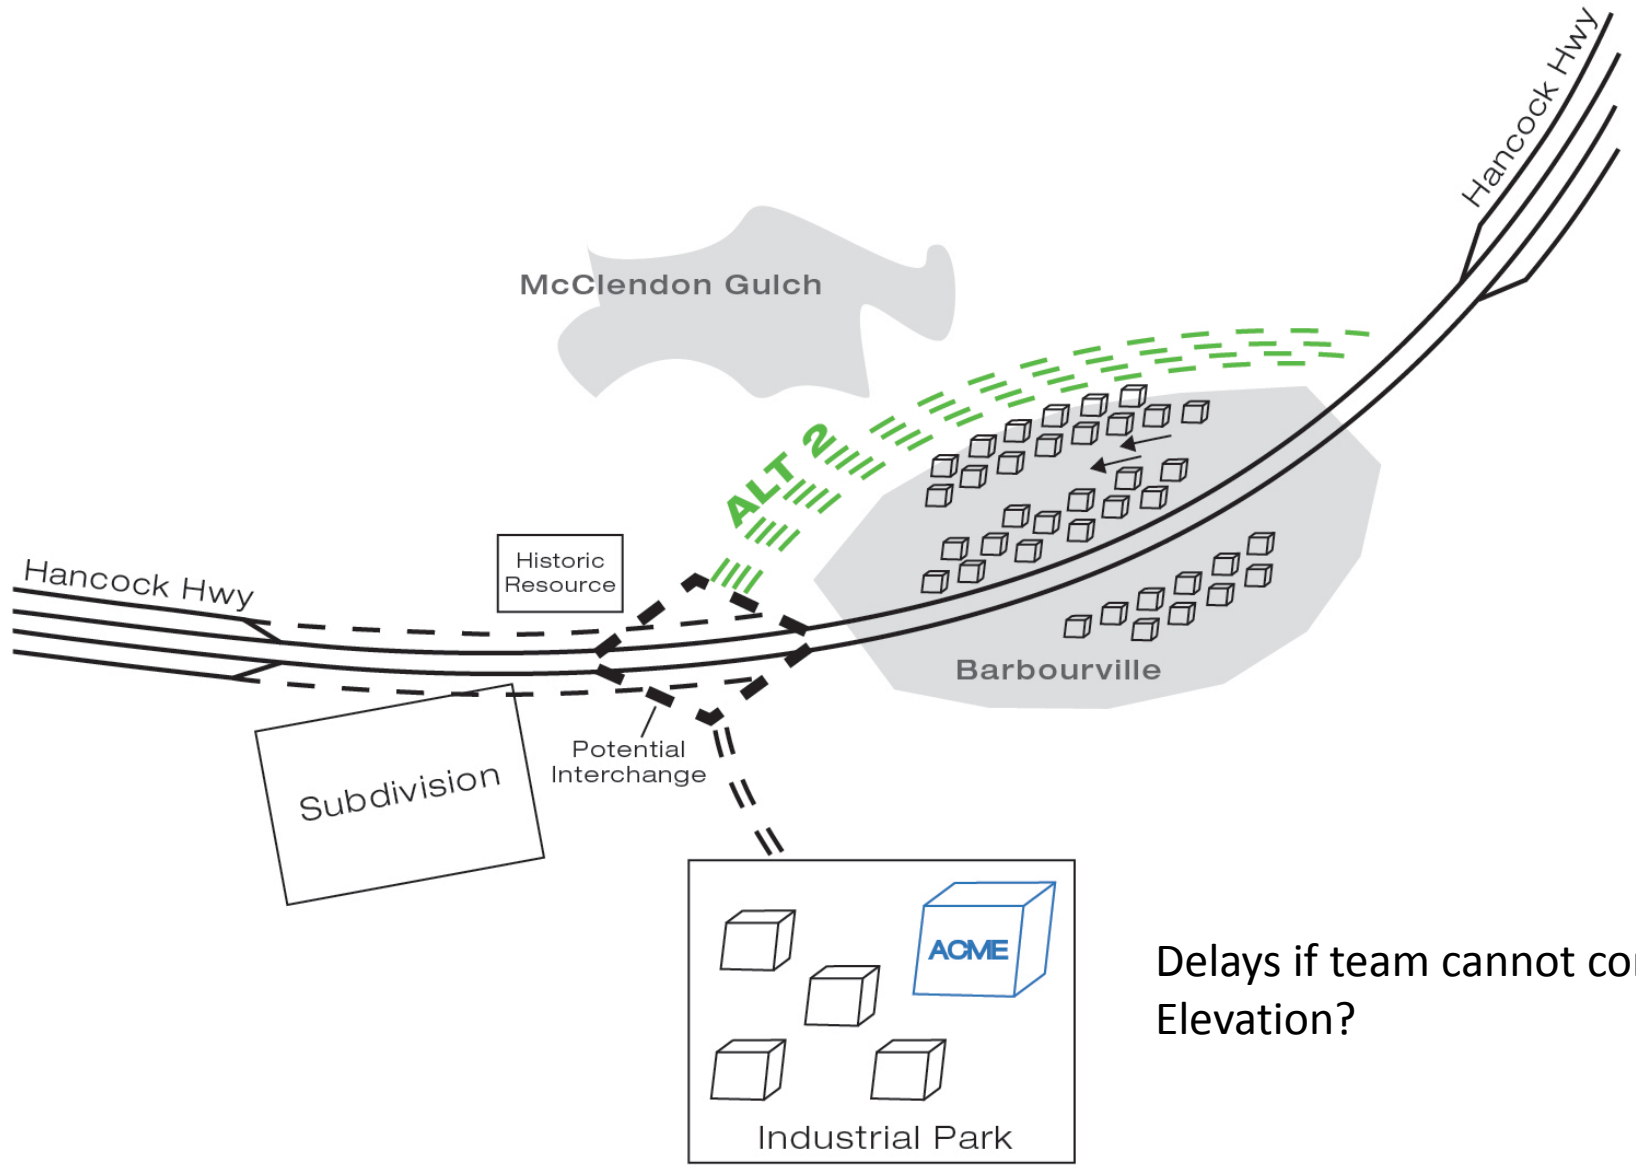 Hancock Hwy
McClendon Gulch
ALT 2
Historic
Resource
Hancock Hwy
Barbourville
Potential
Interchange
Subdivision
ACME
Delays if team cannot
Elevation?
Industrial Park